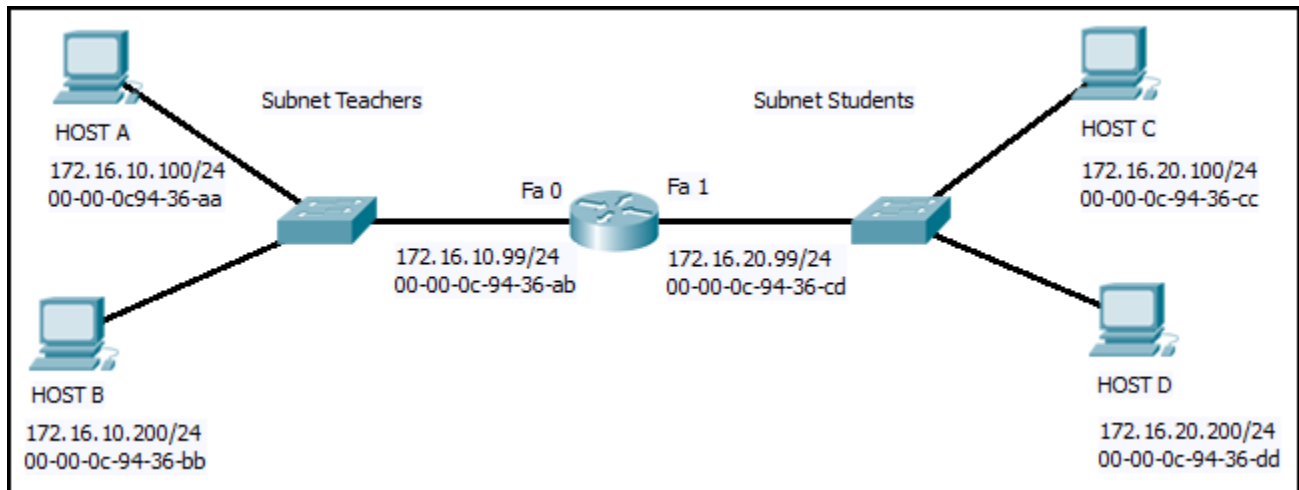 Subnet Teachers
Subnet Students
HOST A
172.16.10.100/24
00-00-0c94-36-aa
HOST C
172.16.20.100/24
00-00-0c-94-36-cc
Fa 0
Fa 1
172.16.10.99/24
00-00-0c-94-36-ab
172.16.20.99/24
00-00-0c-94-36-cd
HOST B
172.16.10.200/24
00-00-0c-94-36-bb
HOST D
172.16.20.200/24
00-00-0c-94-36-dd